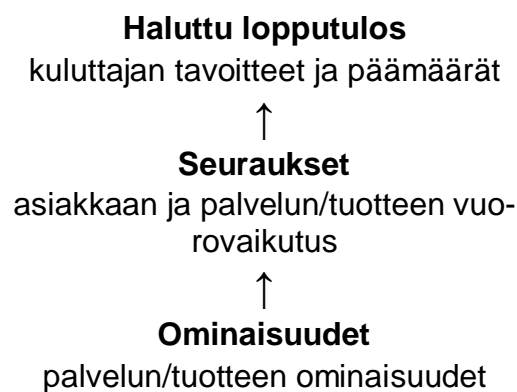 Haluttu lopputulos
kuluttajan tavoitteet ja päämäärät
↑
Seuraukset
asiakkaan ja palvelun/tuotteen vuo-
rovaikutus
↑
Ominaisuudet
palvelun/tuotteen ominaisuudet